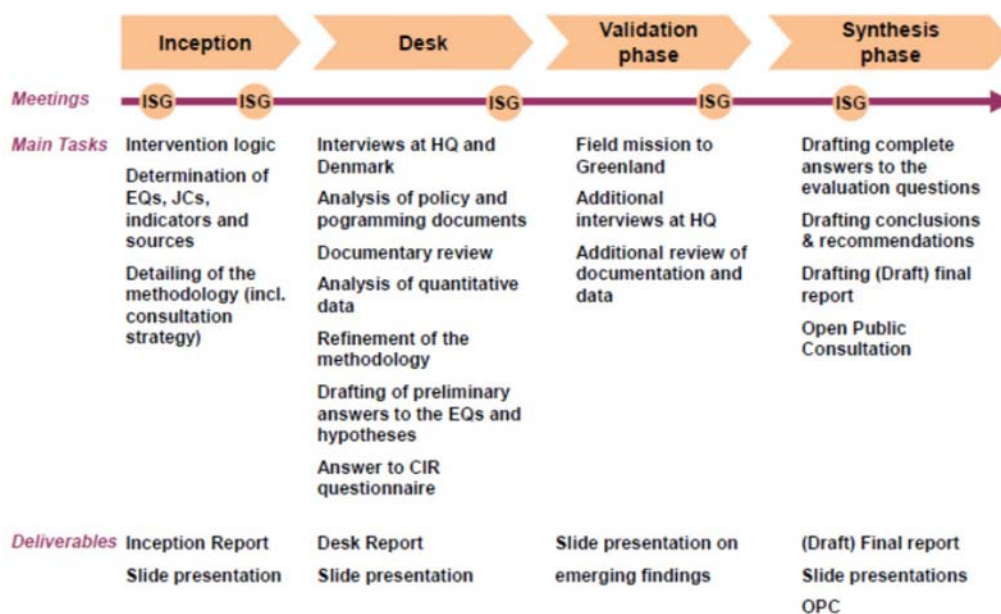 Inception
Desk
Validation
phase
Synthesis
phase
Meetings
ISG
ISG
ISG
ISG
ISG
Main Tasks
Intervention logic
Determination of
EQs, JCs,
indicators and
sources
Detailing of the
methodology (incl.
consultation
strategy)
Interviews at HQ and
Denmark
Analysis of policy and
pogramming documents
Documentary review
Analysis of quantitative
data
Refinement of the
methodology
Drafting of preliminary
answers to the EQs and
hypotheses
Answer to CIR
questionnaire
Field mission to
Greenland
Additional
interviews at HQ
Additional review of
documentation and
data
Drafting complete
answers to the
evaluation questions
Drafting conclusions
& recommendations
Drafting (Draft) final
report
Open Public
Consultation
Deliverables
Inception Report
Slide presentation
Desk Report
Slide presentation
Slide presentation on
emerging findings
(Draft) Final report
Slide presentations
OPC